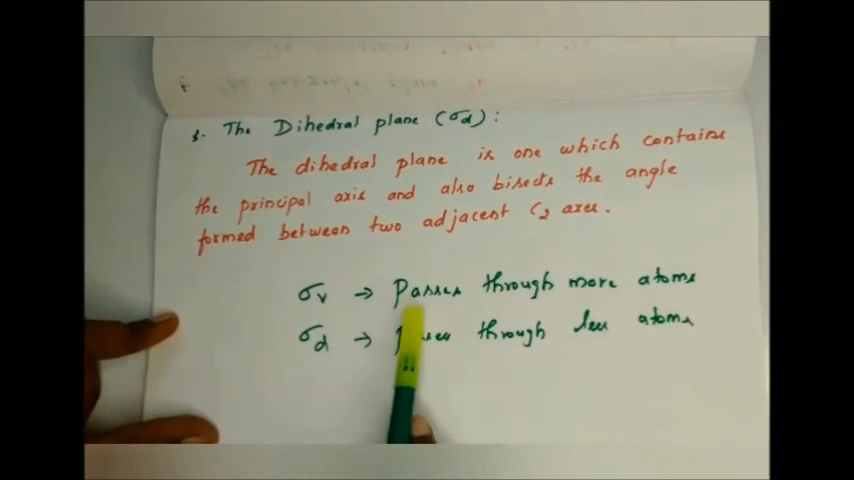 3. The Dihedral plane (σd) :
The dihedral plane is one which contains
the principal axis and also bisects the angle
formed between two adjacent C2 axes.
σv → Passes through more atoms
σd → through less atoms